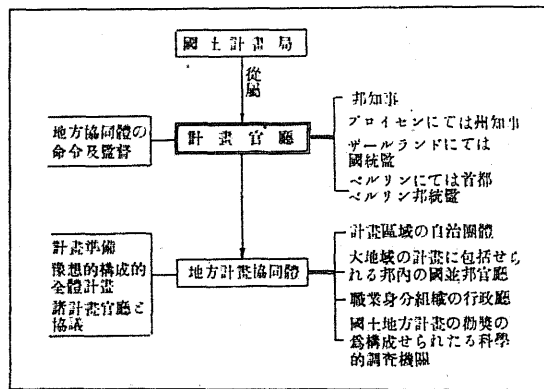 國土計畫局
從屬
地方協同體の
命令及監督
計畫官廳
邦知事
プロイセンにては州知事
ザールランドにては
國統監
ベルリンにては首都
ベルリン邦統監
計畫準備
豫想的構成的
全體計畫
諸計畫官廳と
協議
地方計畫協同體
計畫區域の自治團體
大地域の計畫に包括せら
れる邦內の國並邦官廳
職業身分組織の行政廳
國土地方計畫の勸奬の
爲構成せられたる科學
的調査機關